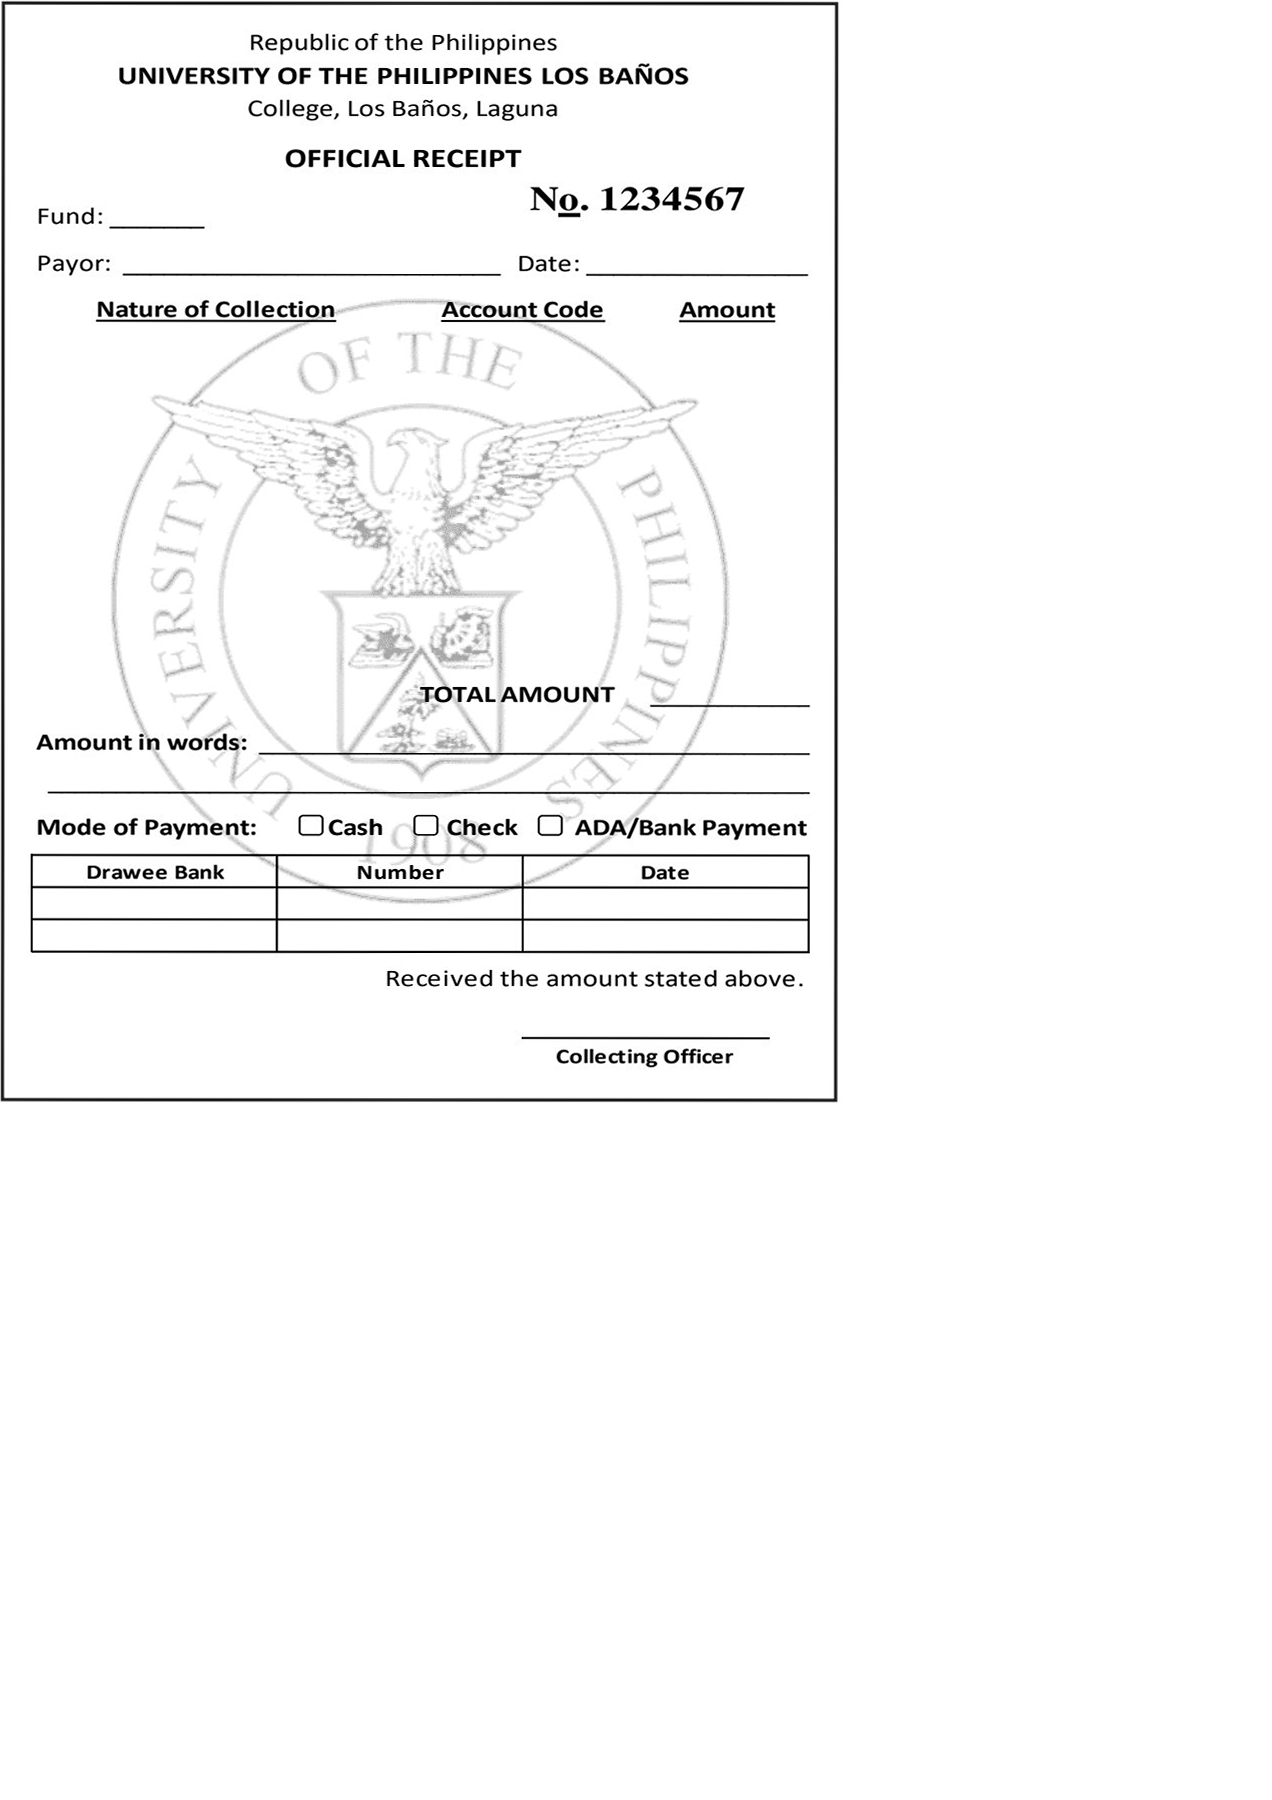 Republic of the Philippines
UNIVERSITY OF THE PHILIPPINES LOS BAÑOS
College, Los Baños, Laguna
OFFICIAL RECEIPT
No. 1234567
Fund: _______
Payor: ____________________________ Date: ________________
Nature of Collection Account Code Amount
UNIVERSITY OF THE PHILIPPINES
TOTAL AMOUNT ____________
Amount in words: ________________________________________
________________________________________________________
Mode of Payment: Cash Check ADA/Bank Payment
1908
Drawee Bank Number Date
Received the amount stated above.
__________________
Collecting Officer